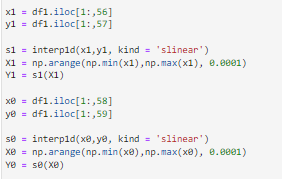 x1 = df1.iloc[1:,56]
y1 = df1.iloc[1:,57]
s1 = interp1d(x1,y1, kind = 'slinear')
X1 = np.arange(np.min(x1),np.max(x1), 0.0001)
Y1 = s1(X1)
x0 = df1.iloc[1:,58]
y0 = df1.iloc[1:,59]
s0 = interp1d(x0,y0, kind = 'slinear')
X0 = np.arange(np.min(x0),np.max(x0), 0.0001)
Y0 = s0(X0)